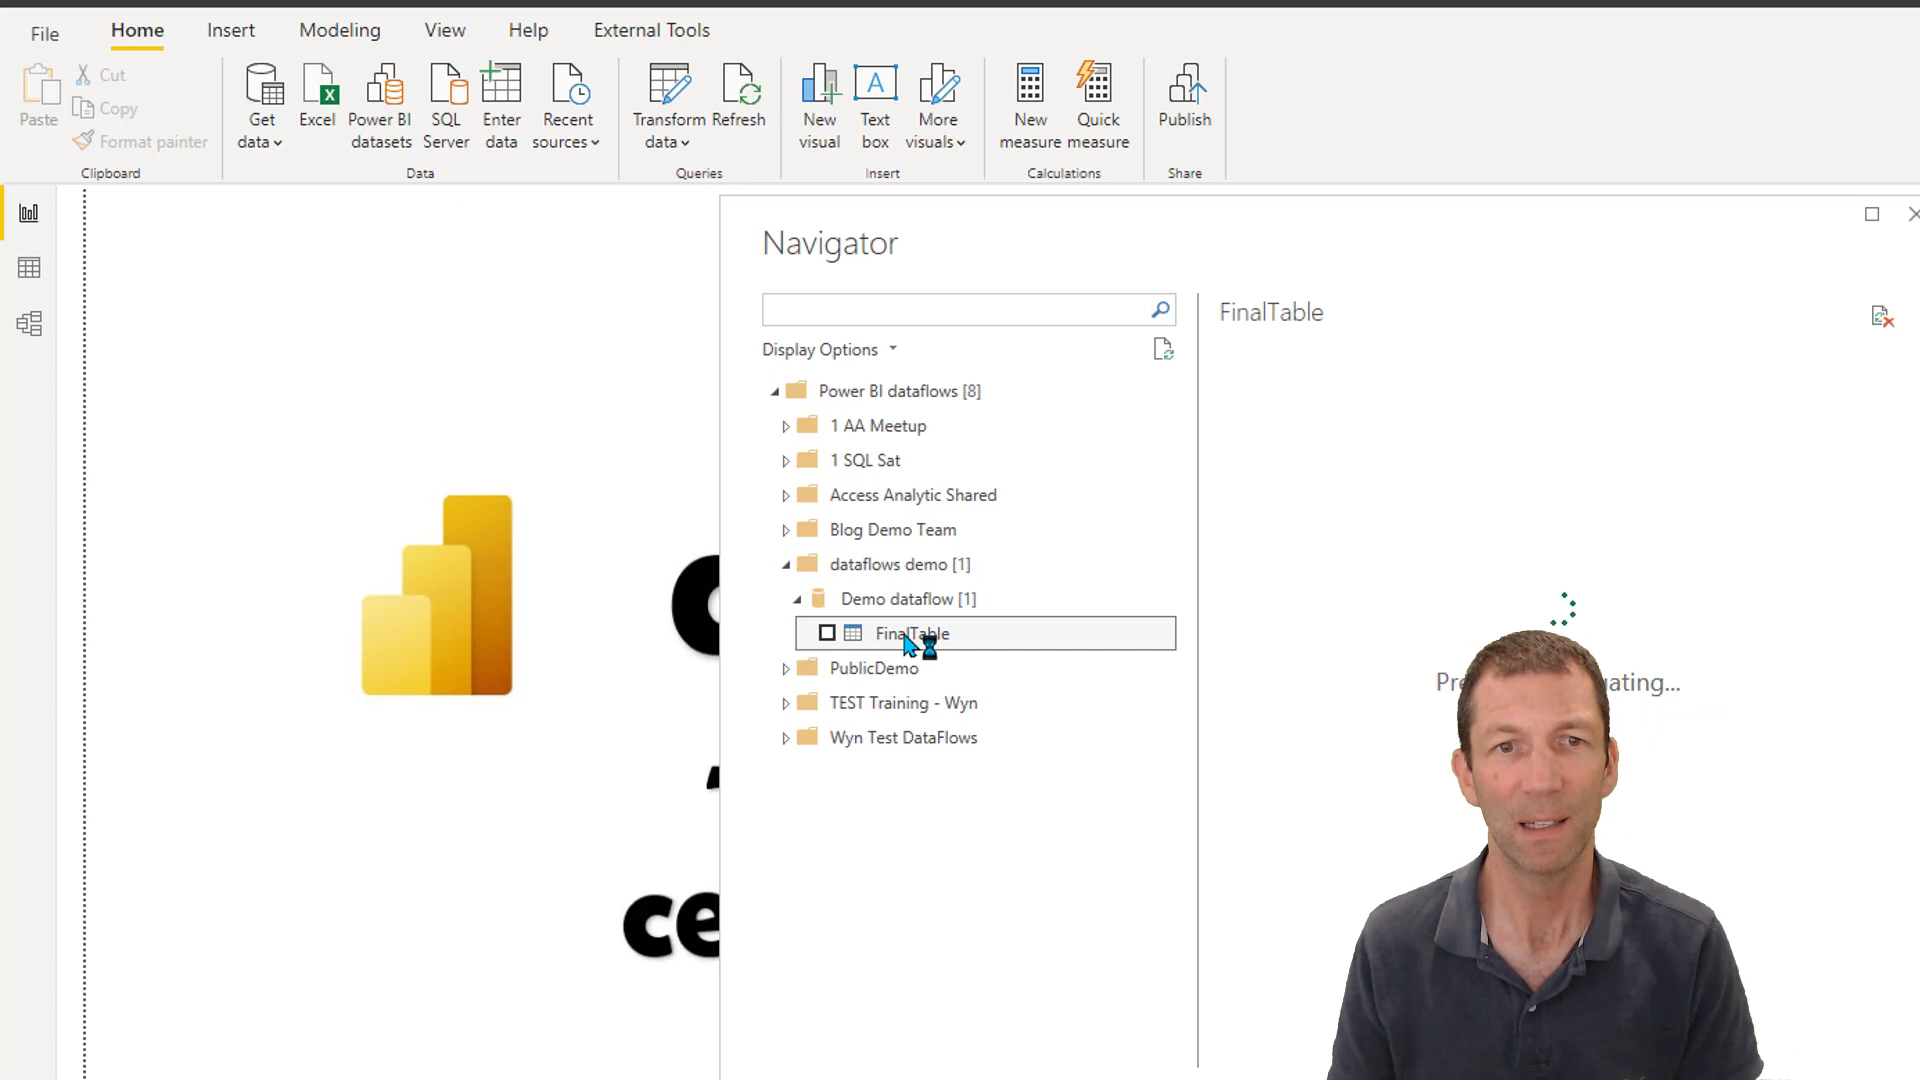 File Home Insert Modeling View Help External Tools
Paste
Cut
Copy
Format painter
Clipboard
Get data
Excel
Power BI datasets
SQL Server
Enter data
Recent sources
Data
Transform data
Refresh
Queries
New visual
Text box
More visuals
Insert
New measure
Quick measure
Calculations
Publish
Share
Navigator
Display Options
Power BI dataflows [8]
1 AA Meetup
1 SQL Sat
Access Analytic Shared
Blog Demo Team
dataflows demo [1]
Demo dataflow [1]
FinalTable
PublicDemo
TEST Training - Wyn
Wyn Test DataFlows
FinalTable